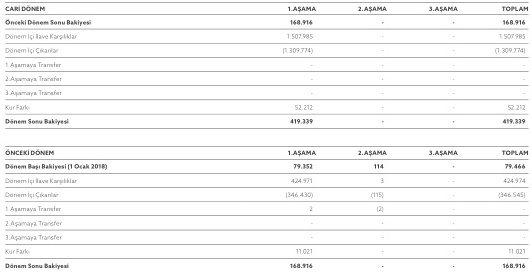 CARİ DÖNEM 1.AŞAMA 2.AŞAMA 3.AŞAMA TOPLAM
Önceki Dönem Sonu Bakiyesi 168.916 - - 168.916
Dönem İçi İlave Karşılıklar 1.507.985 - - 1.507.985
Dönem İçi Çıkanlar (1.309.774) - - (1.309.774)
1.Aşamaya Transfer - - - -
2.Aşamaya Transfer - - - -
3.Aşamaya Transfer - - - -
Kur Farkı 52.212 - - 52.212
Dönem Sonu Bakiyesi 419.339 - - 419.339
ÖNCEKİ DÖNEM 1.AŞAMA 2.AŞAMA 3.AŞAMA TOPLAM
Dönem Başı Bakiyesi (1 Ocak 2018) 79.352 114 - 79.466
Dönem İçi İlave Karşılıklar 424.971 3 - 424.974
Dönem İçi Çıkanlar (346.430) (115) - (346.545)
1.Aşamaya Transfer 2 (2) - -
2.Aşamaya Transfer - - - -
3.Aşamaya Transfer - - - -
Kur Farkı 11.021 - - 11.021
Dönem Sonu Bakiyesi 168.916 - - 168.916